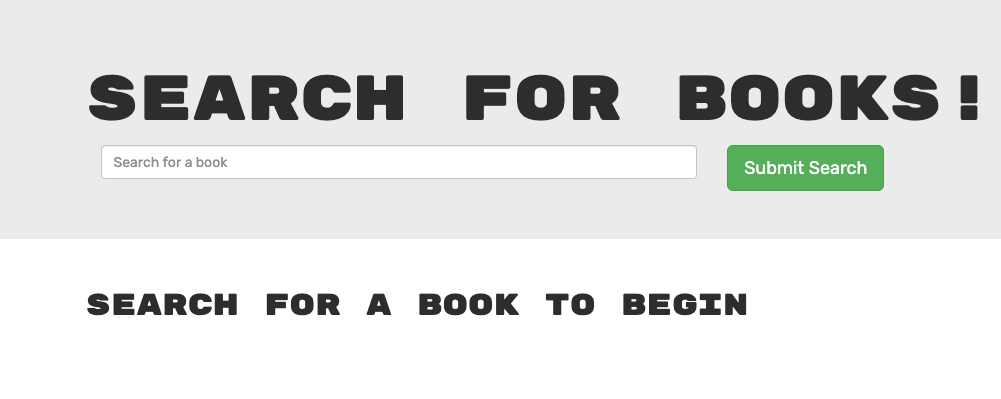 SEARCH FOR BOOKS!
Search for a book
Submit Search
SEARCH FOR A BOOK TO BEGIN